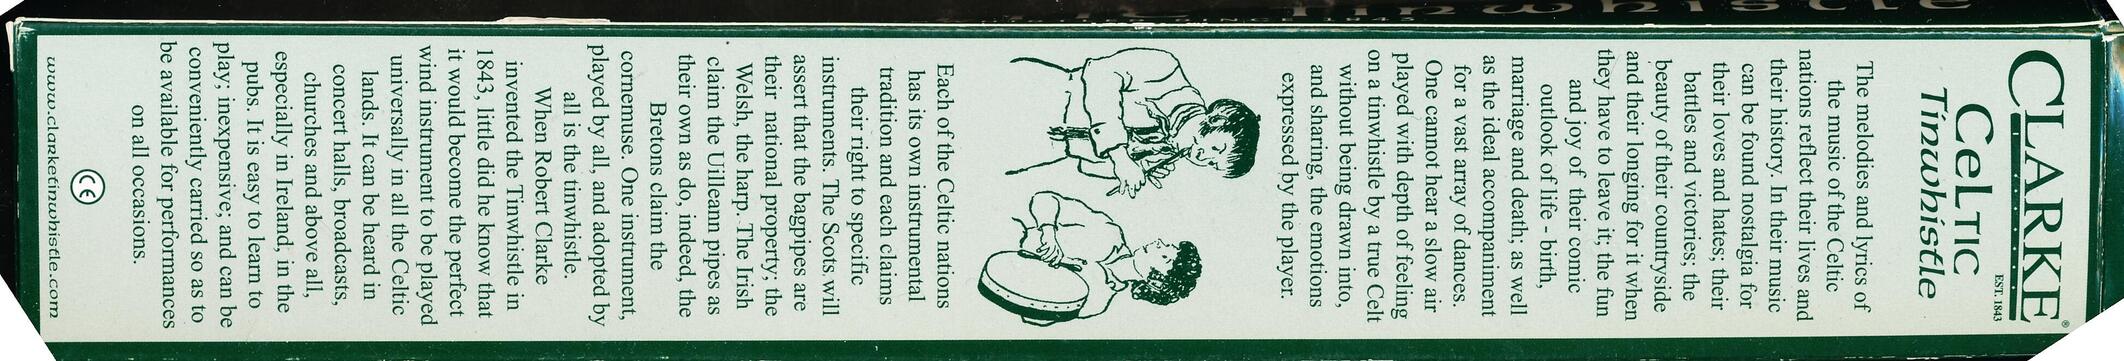 CLARKE®
EST. 1843
CELTIC
Tinwhistle
The melodies and lyrics of
the music of the Celtic
nations reflect their lives and
their history. In their music
can be found nostalgia for
their loves and hates; their
battles and victories; the
beauty of their countryside
and their longing for it when
they have to leave it; the fun
and joy of their comic
outlook of life - birth,
marriage and death; as well
as the ideal accompaniment
for a vast array of dances.
One cannot hear a slow air
played with depth of feeling
on a tinwhistle by a true Celt
without being drawn into,
and sharing, the emotions
expressed by the player.
Each of the Celtic nations
has its own instrumental
tradition and each claims
their right to specific
instruments. The Scots will
assert that the bagpipes are
their national property; the
Welsh, the harp. The Irish
claim the Uilleann pipes as
their own as do, indeed, the
Bretons claim the
cornemuse. One instrument,
played by all, and adopted by
all is the tinwhistle.
When Robert Clarke
invented the Tinwhistle in
1843, little did he know that
it would become the perfect
wind instrument to be played
universally in all the Celtic
lands. It can be heard in
concert halls, broadcasts,
churches and above all,
especially in Ireland, in the
pubs. It is easy to learn to
play; inexpensive; and can be
conveniently carried so as to
be available for performances
on all occasions.
CE
www.clarketinwhistle.com
Tinwhistle
SINCE 1843